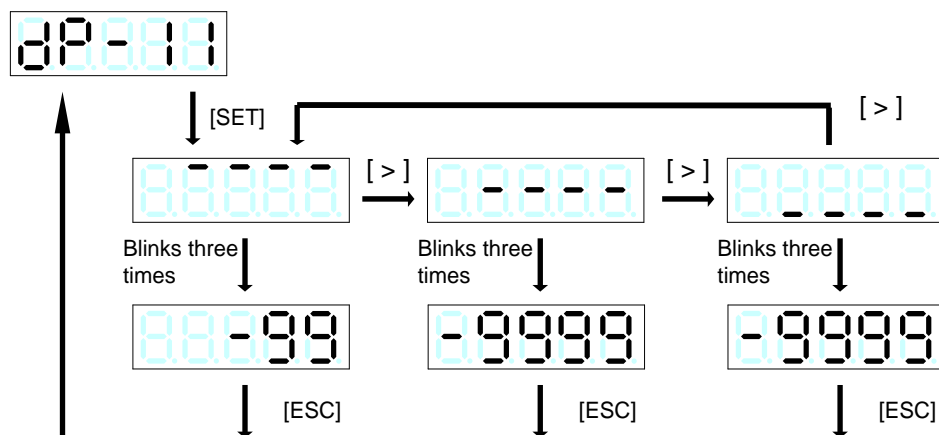 dP-11
[SET]
[ > ]
- - - -
[ > ]
- - - -
[ > ]
_ _ _ _
Blinks three
times
Blinks three
times
Blinks three
times
-99
-9999
-9999
[ESC]
[ESC]
[ESC]